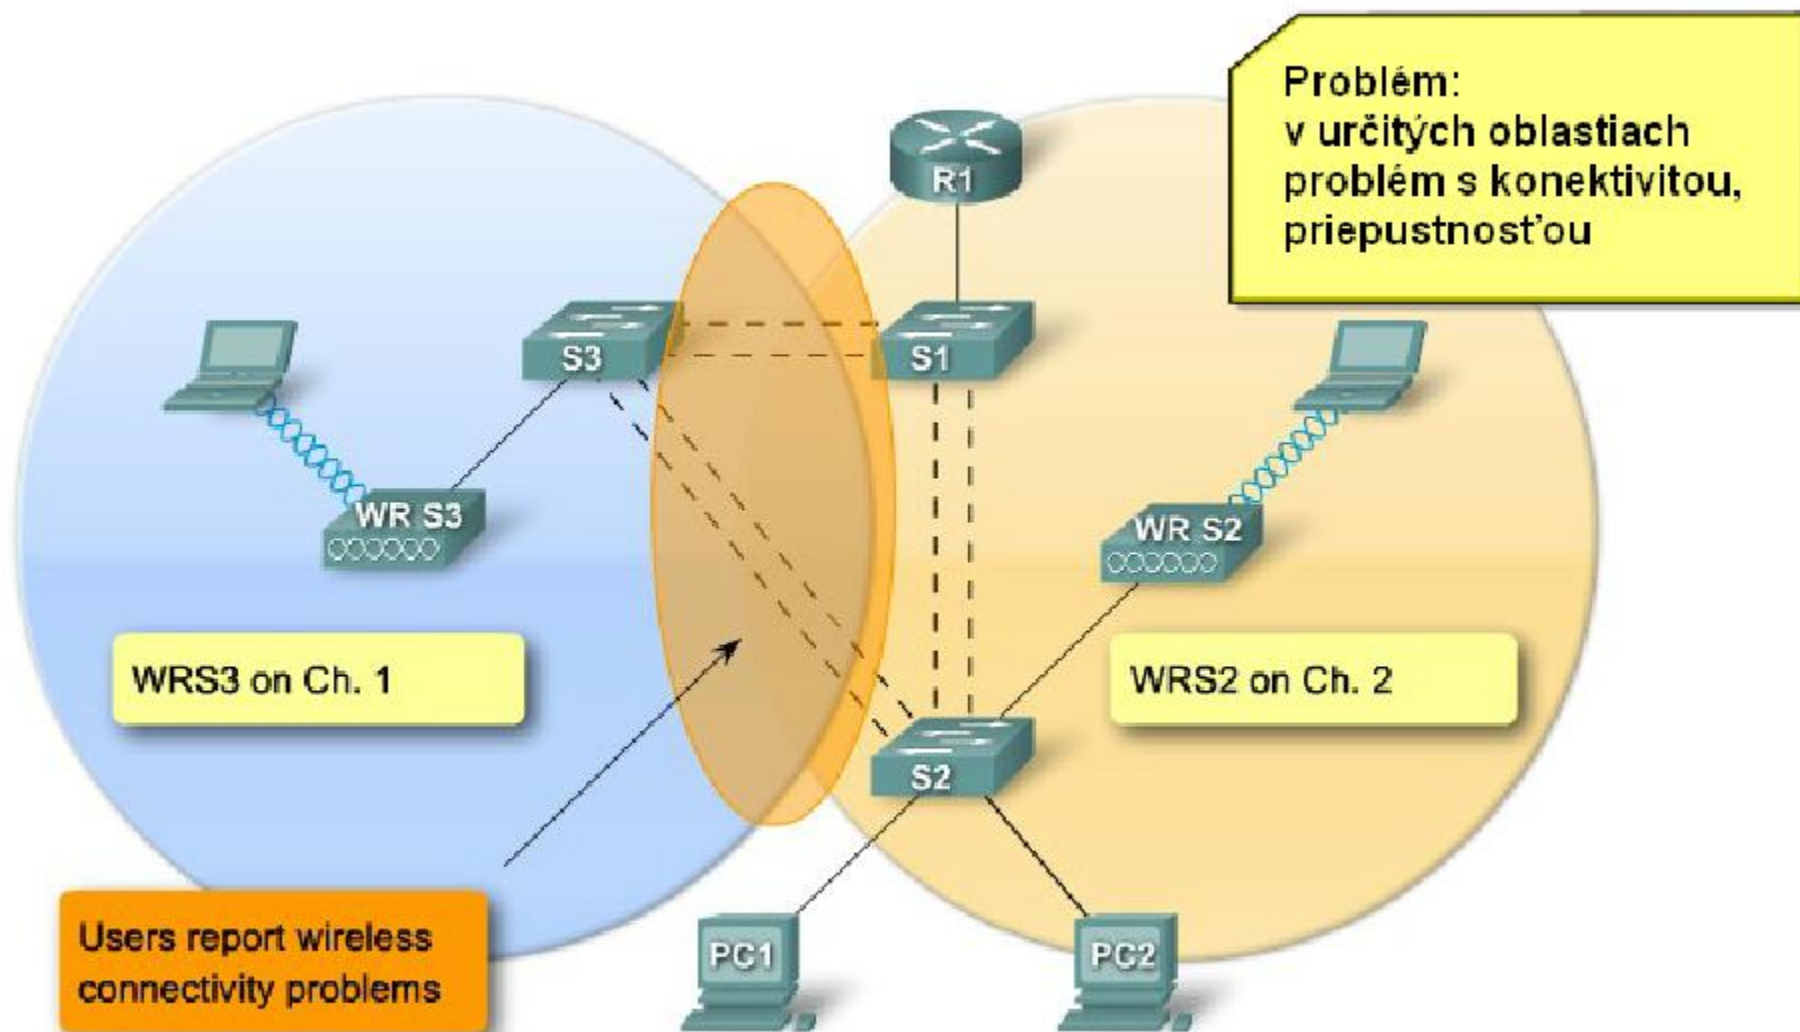 Problém:
v určitých oblastiach
problém s konektivitou,
priepustnosťou
R1
S3
S1
WR S3
WR S2
WRS3 on Ch. 1
WRS2 on Ch. 2
S2
Users report wireless
connectivity problems
PC1
PC2